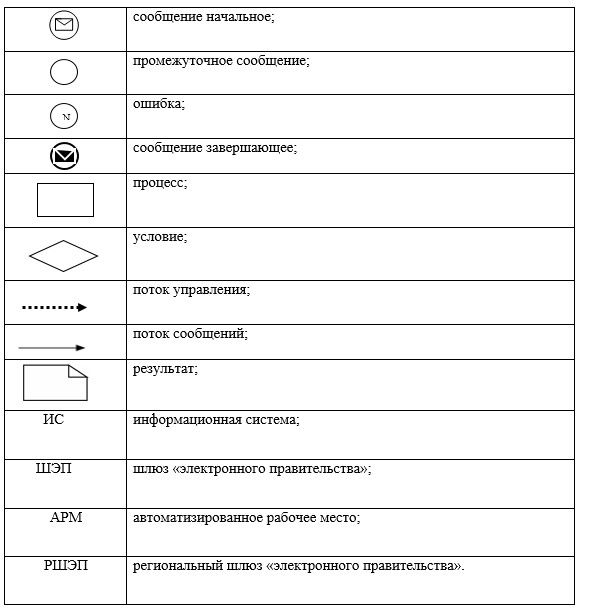 сообщение начальное;
промежуточное сообщение;
N ошибка;
сообщение завершающее;
процесс;
условие;
поток управления;
поток сообщений;
результат;
ИС информационная система;
ШЭП шлюз «электронного правительства»;
АРМ автоматизированное рабочее место;
РШЭП региональный шлюз «электронного правительства».